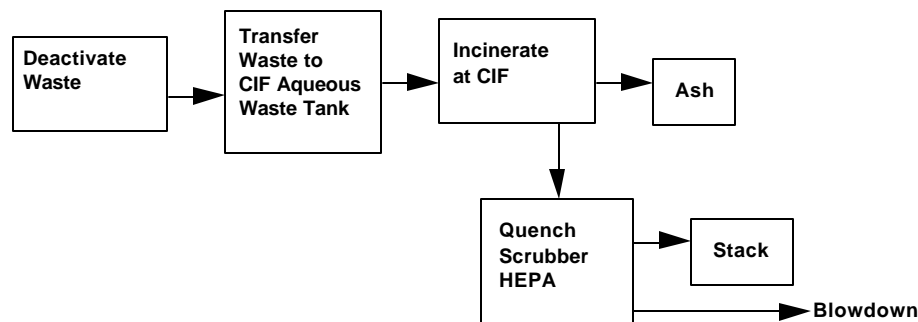 Deactivate
Waste
Transfer
Waste to
CIF Aqueous
Waste Tank
Incinerate
at CIF
Ash
Quench
Scrubber
HEPA
Stack
Blowdown